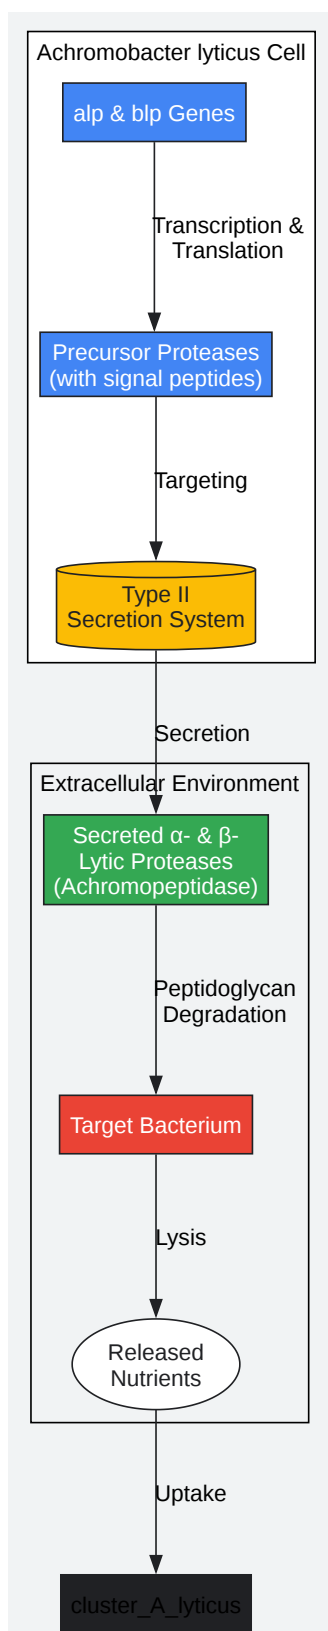 Achromobacter lyticus Cell
alp & blp Genes
Transcription &
Translation
Precursor Proteases
(with signal peptides)
Targeting
Type II
Secretion System
Secretion
Extracellular Environment
Secreted α- & β-
Lytic Proteases
(Achromopeptidase)
Peptidoglycan
Degradation
Target Bacterium
Lysis
Released
Nutrients
Uptake
cluster_A_lyticus